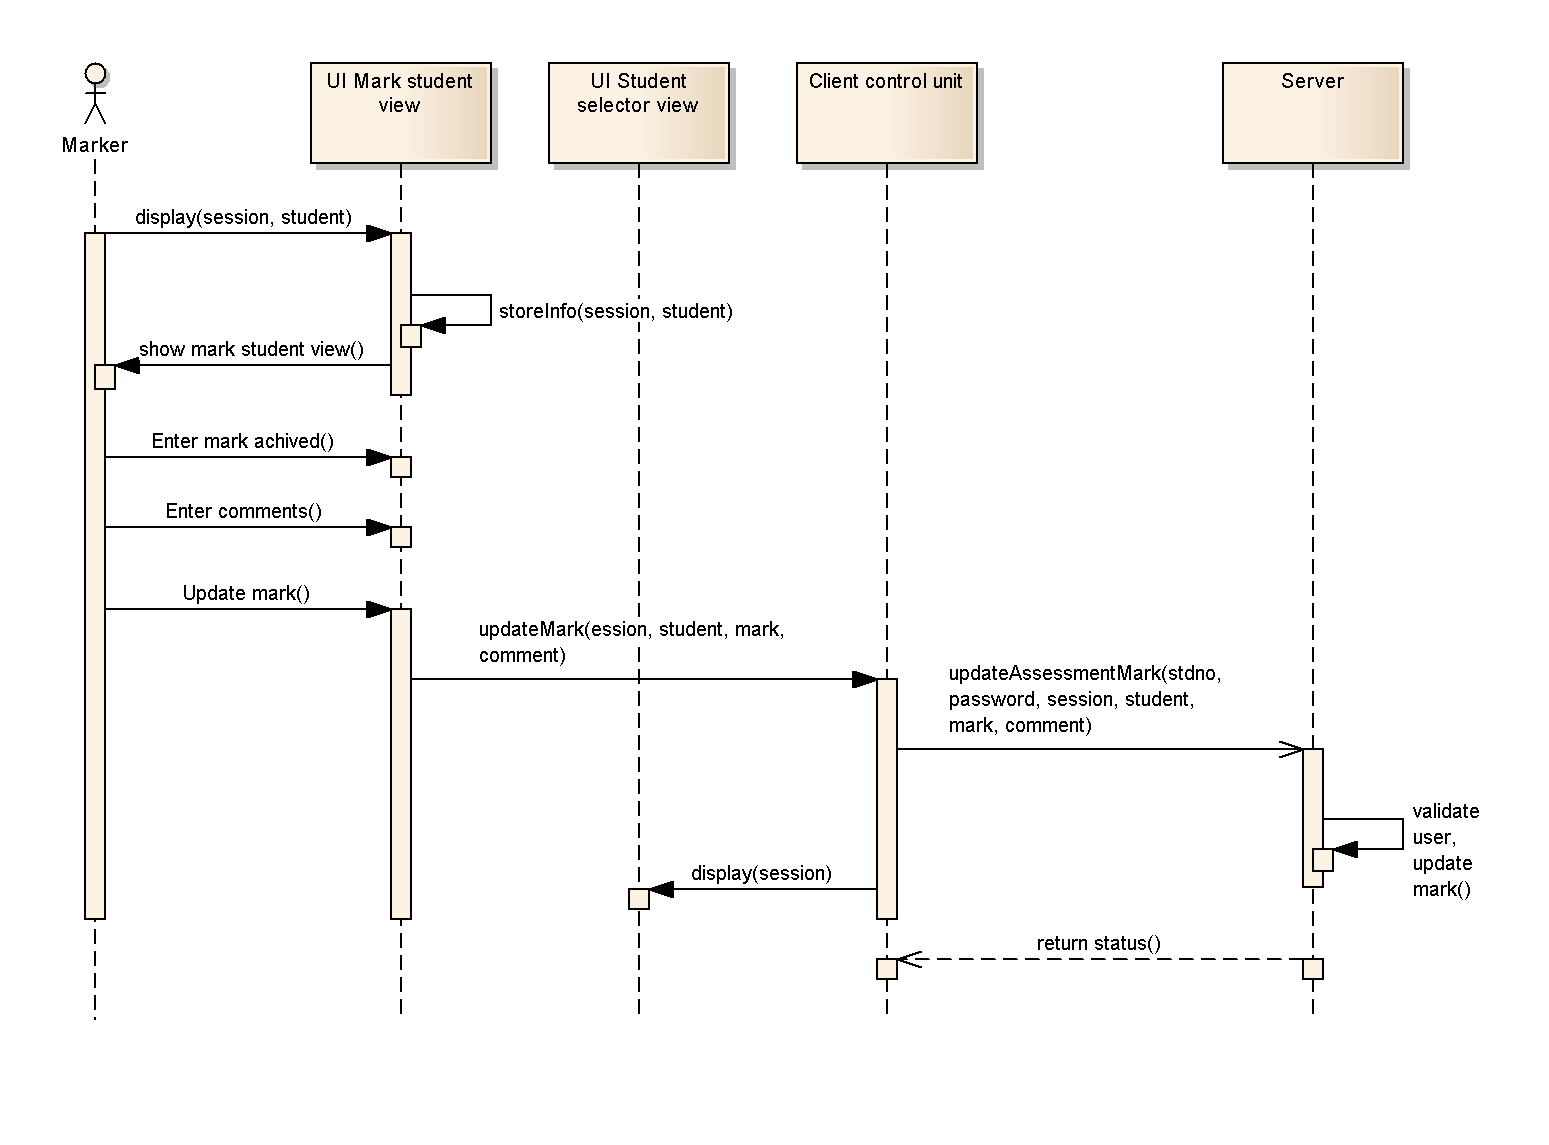 UI Mark student
view
UI Student
selector view
Client control unit
Server
Marker
display(session, student)
storeInfo(session, student)
show mark student view()
Enter mark achived()
Enter comments()
Update mark()
updateMark(ession, student, mark,
comment)
updateAssessmentMark(stdno,
password, session, student,
mark, comment)
validate
user,
update
mark()
display(session)
return status()